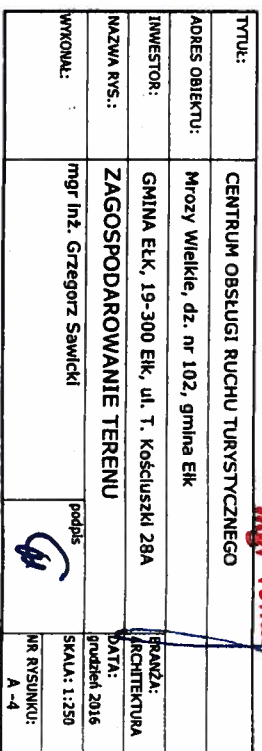 TYTUŁ: CENTRUM OBSŁUGI RUCHU TURYSTYCZNEGO
ADRES OBIEKTU: Mrozy Wielkie, dz. nr 102, gmina Ełk
INWESTOR: GMINA EŁK, 19-300 Ełk, ul. T. Kościuszki 28A
BRANŻA:
ARCHITEKTURA
NAZWA RYS.: ZAGOSPODAROWANIE TERENU
DATA:
grudzień 2016
WYKONAŁ: mgr inż. Grzegorz Sawicki
podpis
SKALA: 1:250
NR RYSUNKU:
A -4